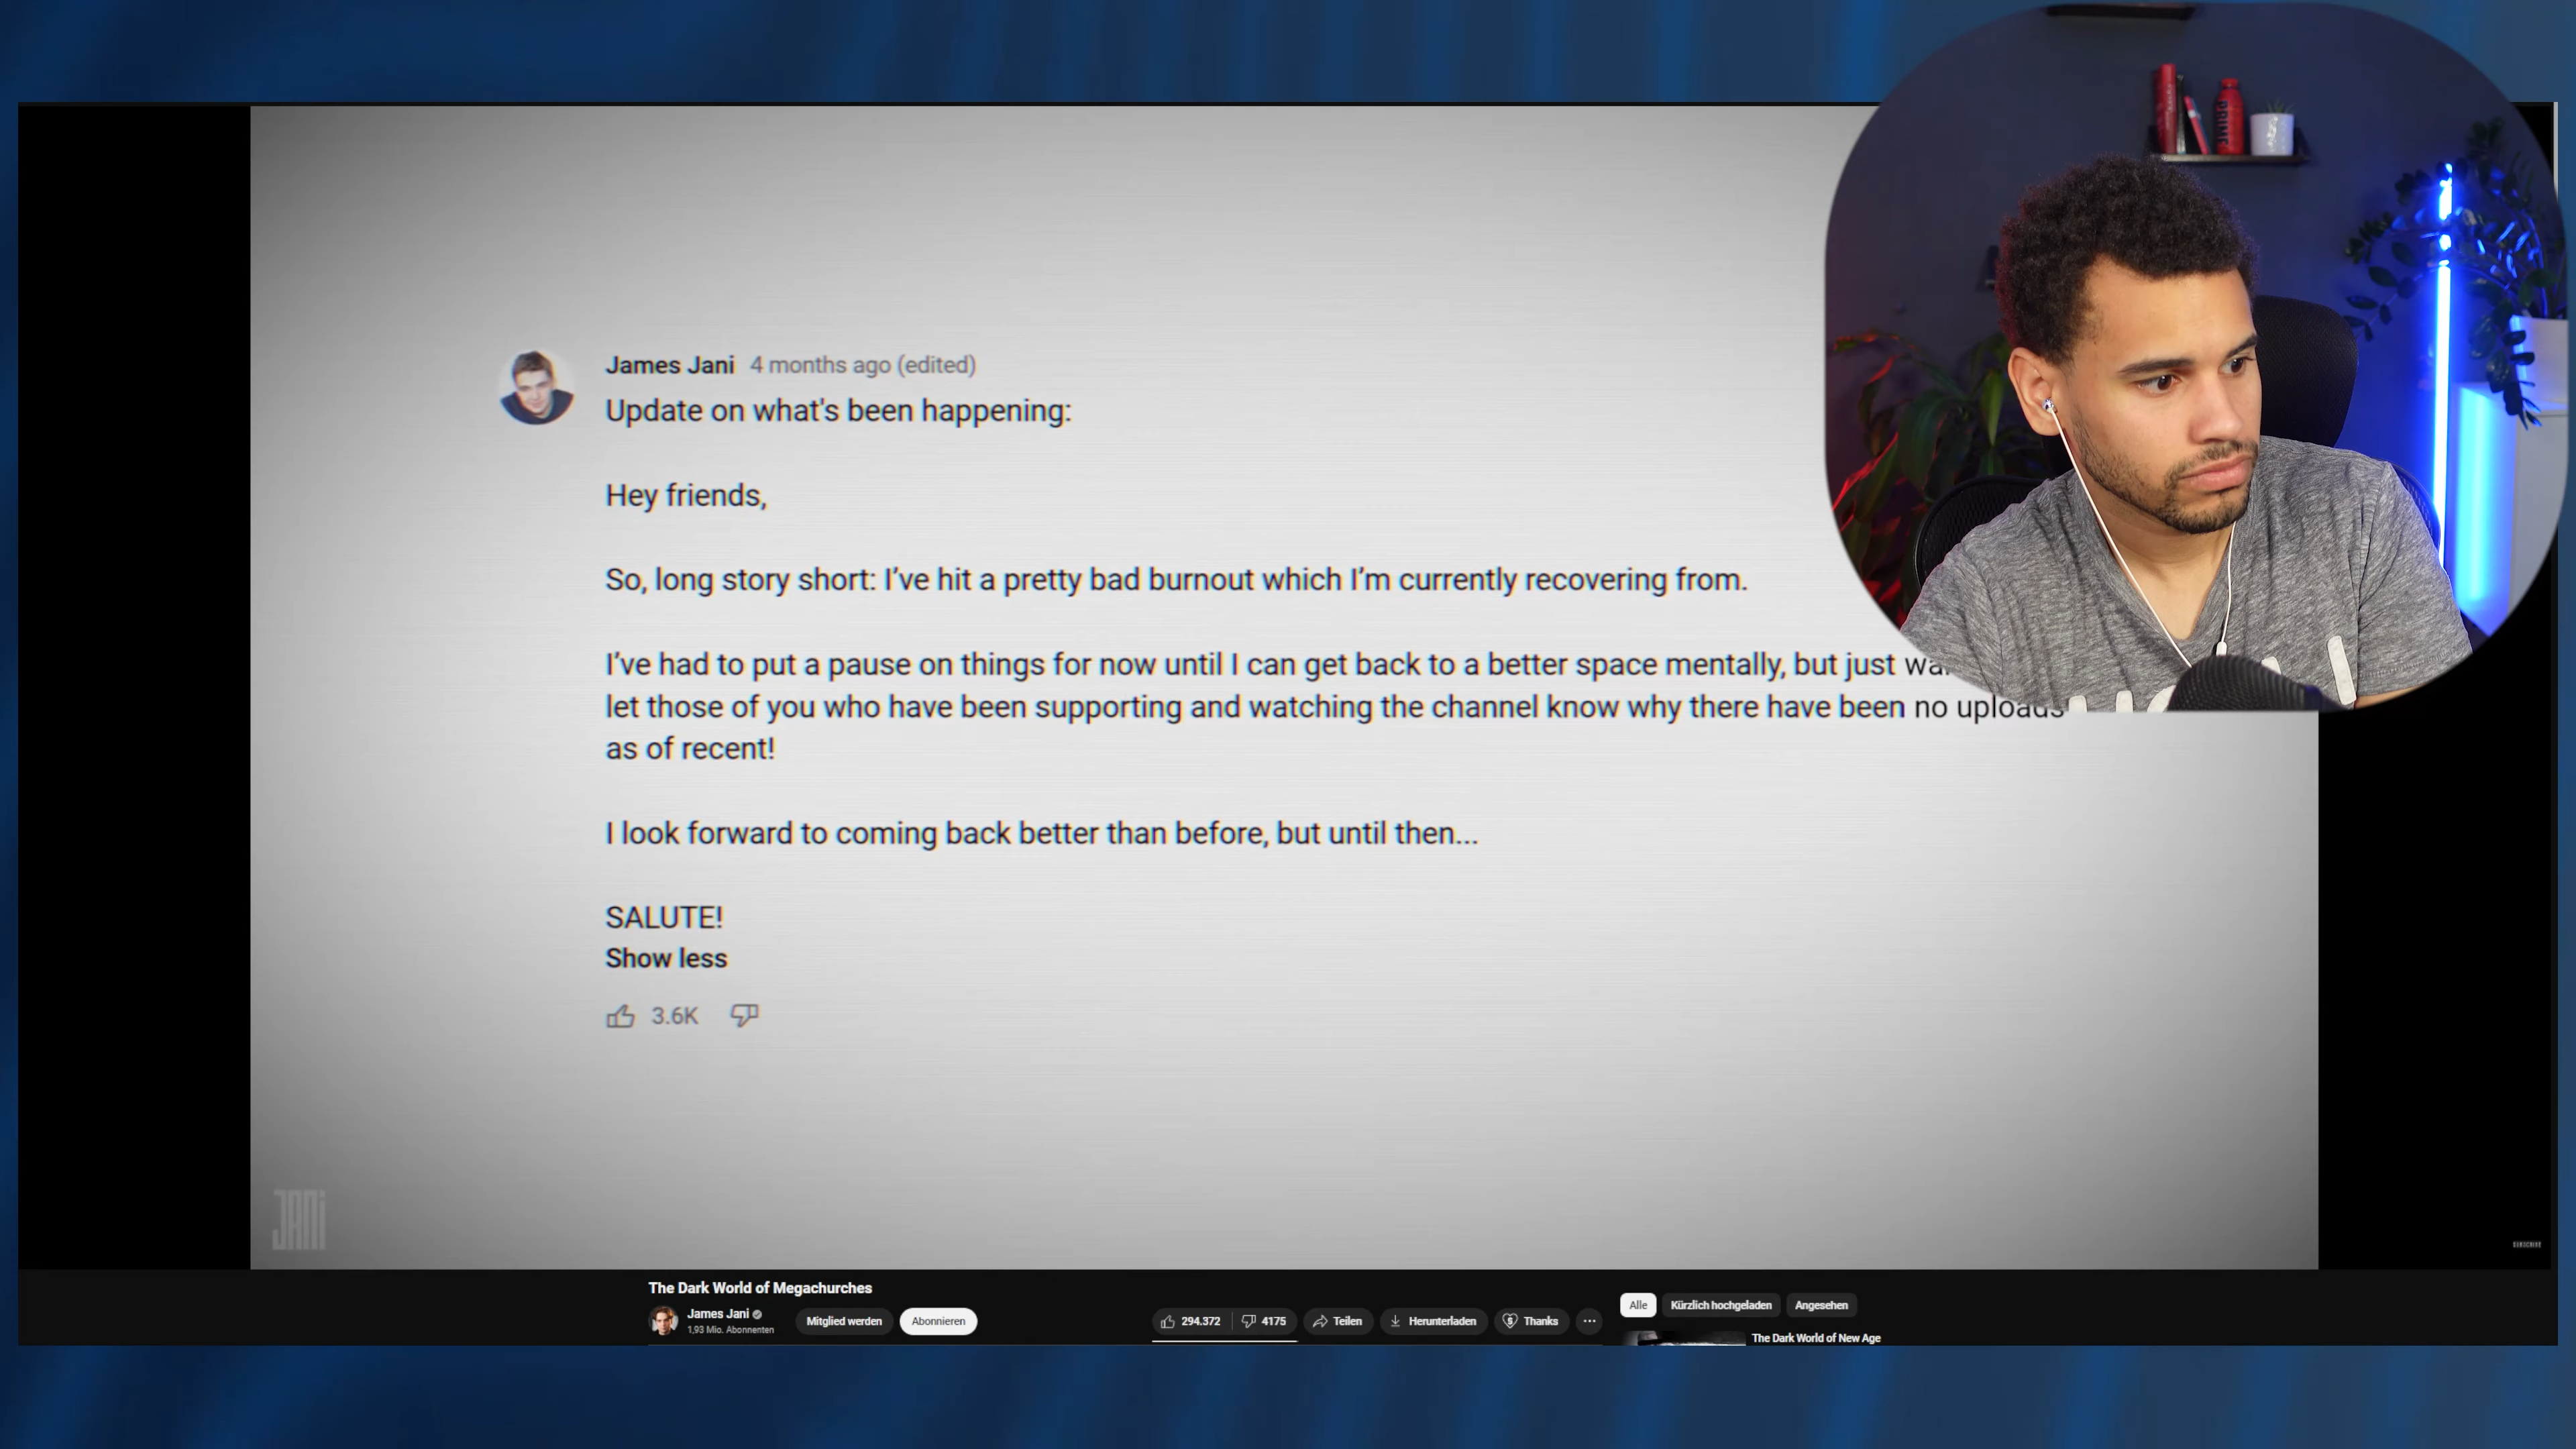 James Jani 4 months ago (edited)
Update on what's been happening:
Hey friends,
So, long story short: I've hit a pretty bad burnout which I'm currently recovering from.
I've had to put a pause on things for now until I can get back to a better space mentally, but just
let those of you who have been supporting and watching the channel know why there have been no uploads
as of recent!
I look forward to coming back better than before, but until then...
SALUTE!
Show less
3.6K
JANi
SUBSCRIBE
The Dark World of Megachurches
James Jani
1,93 Mio. Abonnenten
Mitglied werden
Abonnieren
294.372
4175
Teilen
Herunterladen
Thanks
Alle
Kürzlich hochgeladen
Angesehen
The Dark World of New Age
PRIME